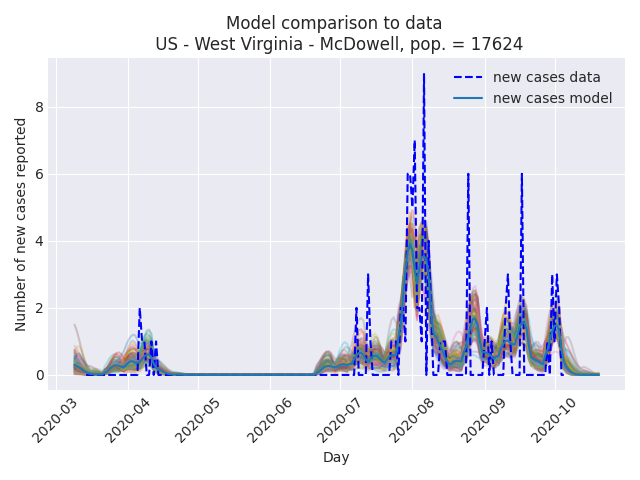 Model comparison to data
US - West Virginia - McDowell, pop. = 17624
new cases data
new cases model
Number of new cases reported
8
6
4
2
0
2020-03
2020-04
2020-05
2020-06
2020-07
2020-08
2020-09
2020-10
Day